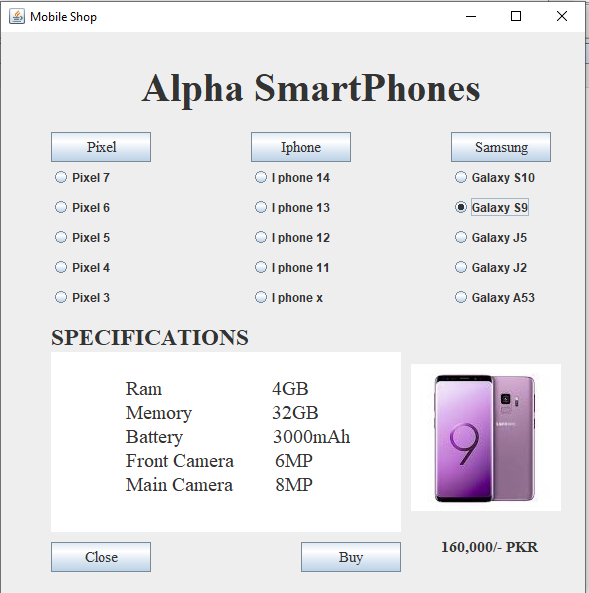 Mobile Shop
Alpha SmartPhones
Pixel Iphone Samsung
Pixel 7 I phone 14 Galaxy S10
Pixel 6 I phone 13 Galaxy S9
Pixel 5 I phone 12 Galaxy J5
Pixel 4 I phone 11 Galaxy J2
Pixel 3 I phone x Galaxy A53
SPECIFICATIONS
Ram 4GB
Memory 32GB
Battery 3000mAh
Front Camera 6MP
Main Camera 8MP
9 SAMSUNG
160,000/- PKR
Close Buy